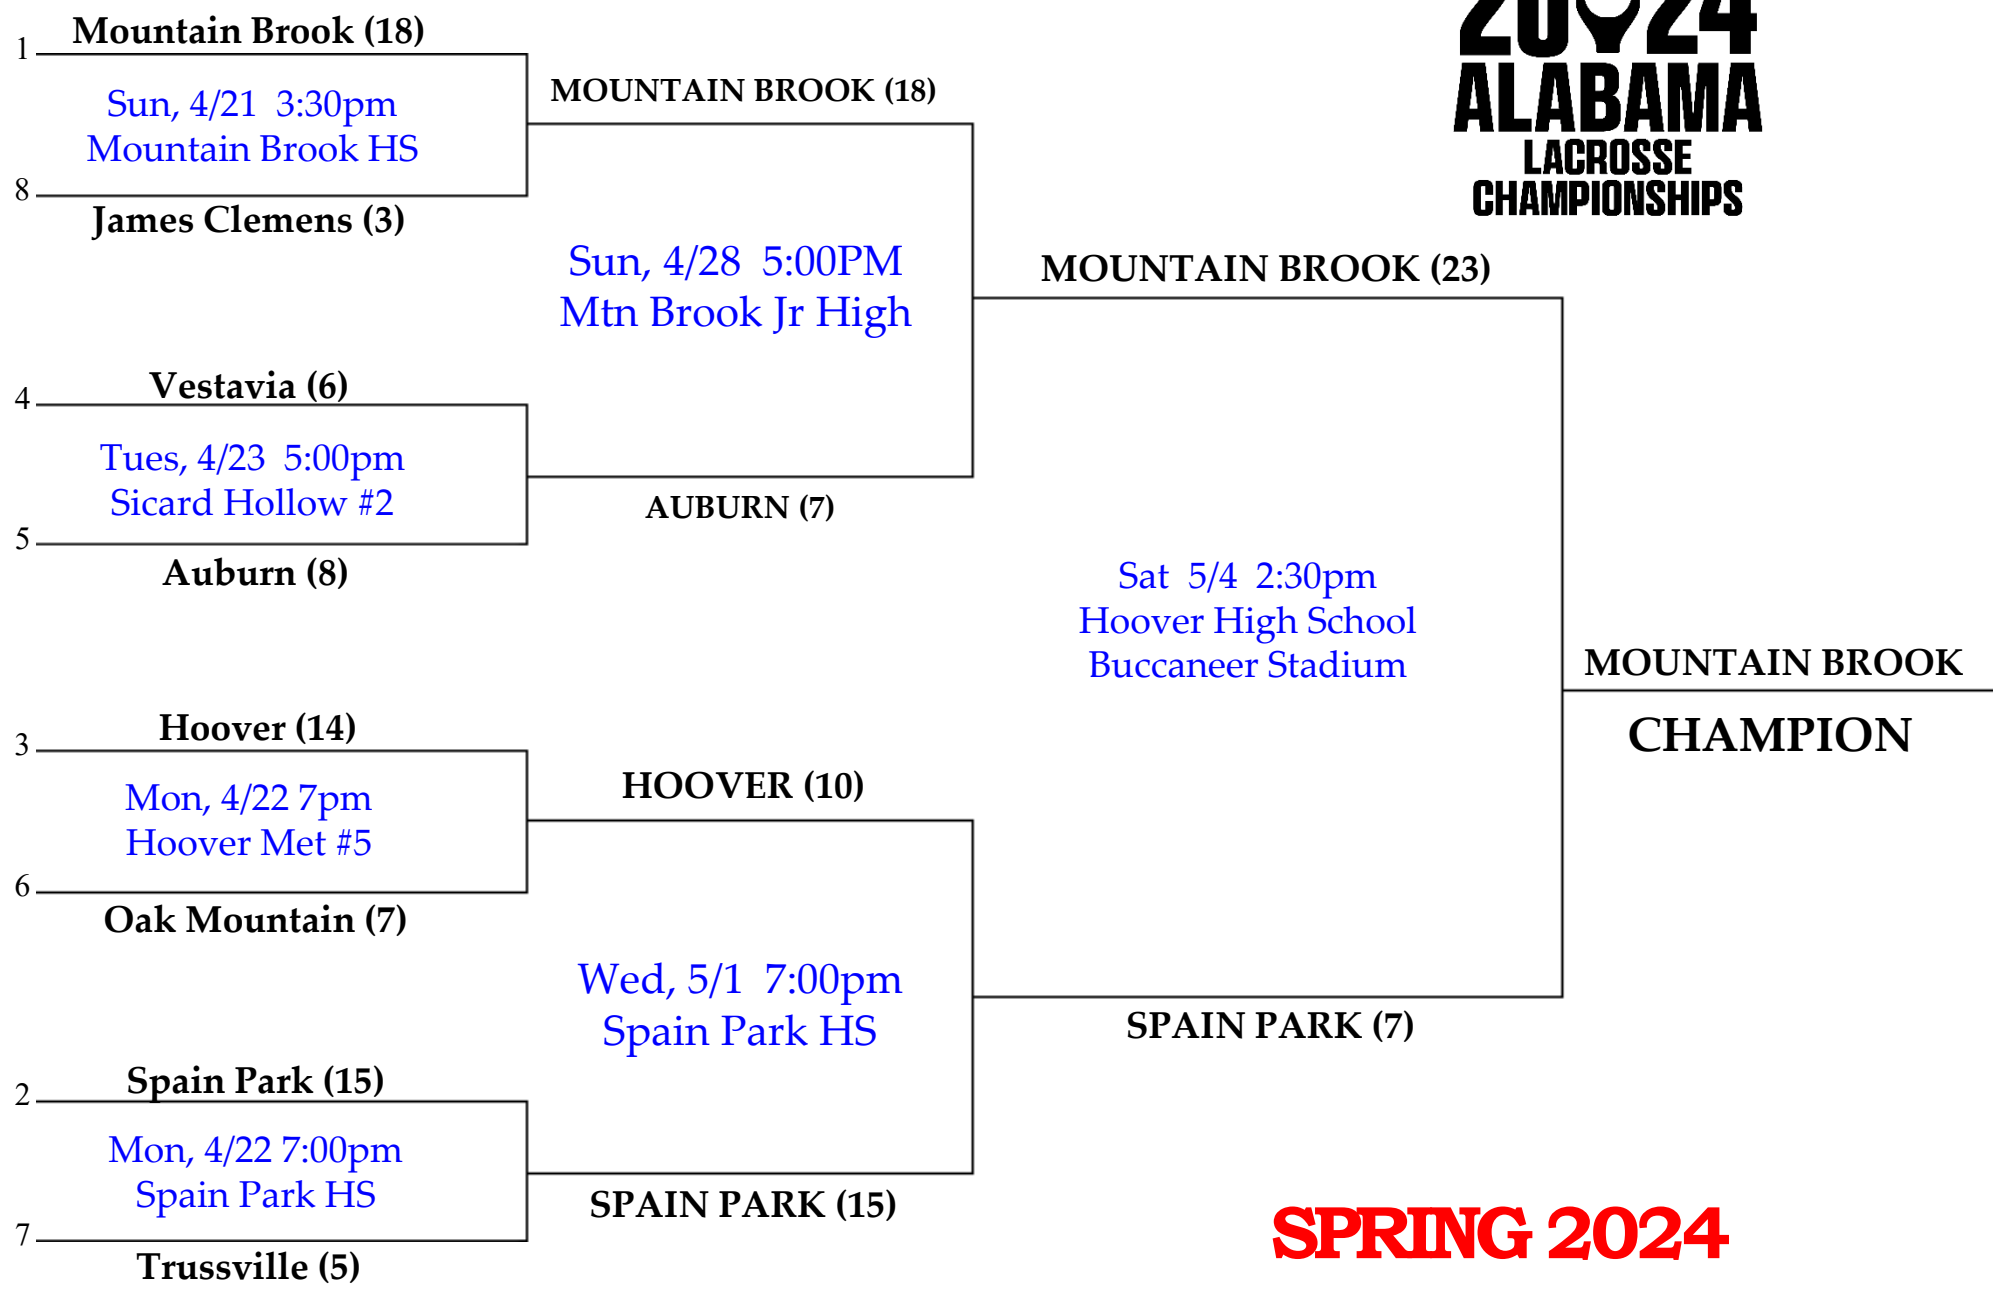 2024
ALABAMA
LACROSSE
CHAMPIONSHIPS
1 Mountain Brook (18)
Sun, 4/21 3:30pm
Mountain Brook HS
8
James Clemens (3)
MOUNTAIN BROOK (18)
Sun, 4/28 5:00PM
Mtn Brook Jr High
4 Vestavia (6)
Tues, 4/23 5:00pm
Sicard Hollow #2
5
Auburn (8)
AUBURN (7)
MOUNTAIN BROOK (23)
Sat 5/4 2:30pm
Hoover High School
Buccaneer Stadium
MOUNTAIN BROOK
CHAMPION
3 Hoover (14)
Mon, 4/22 7pm
Hoover Met #5
6
Oak Mountain (7)
HOOVER (10)
Wed, 5/1 7:00pm
Spain Park HS
SPAIN PARK (7)
2 Spain Park (15)
Mon, 4/22 7:00pm
Spain Park HS
7
Trussville (5)
SPAIN PARK (15)
SPRING 2024